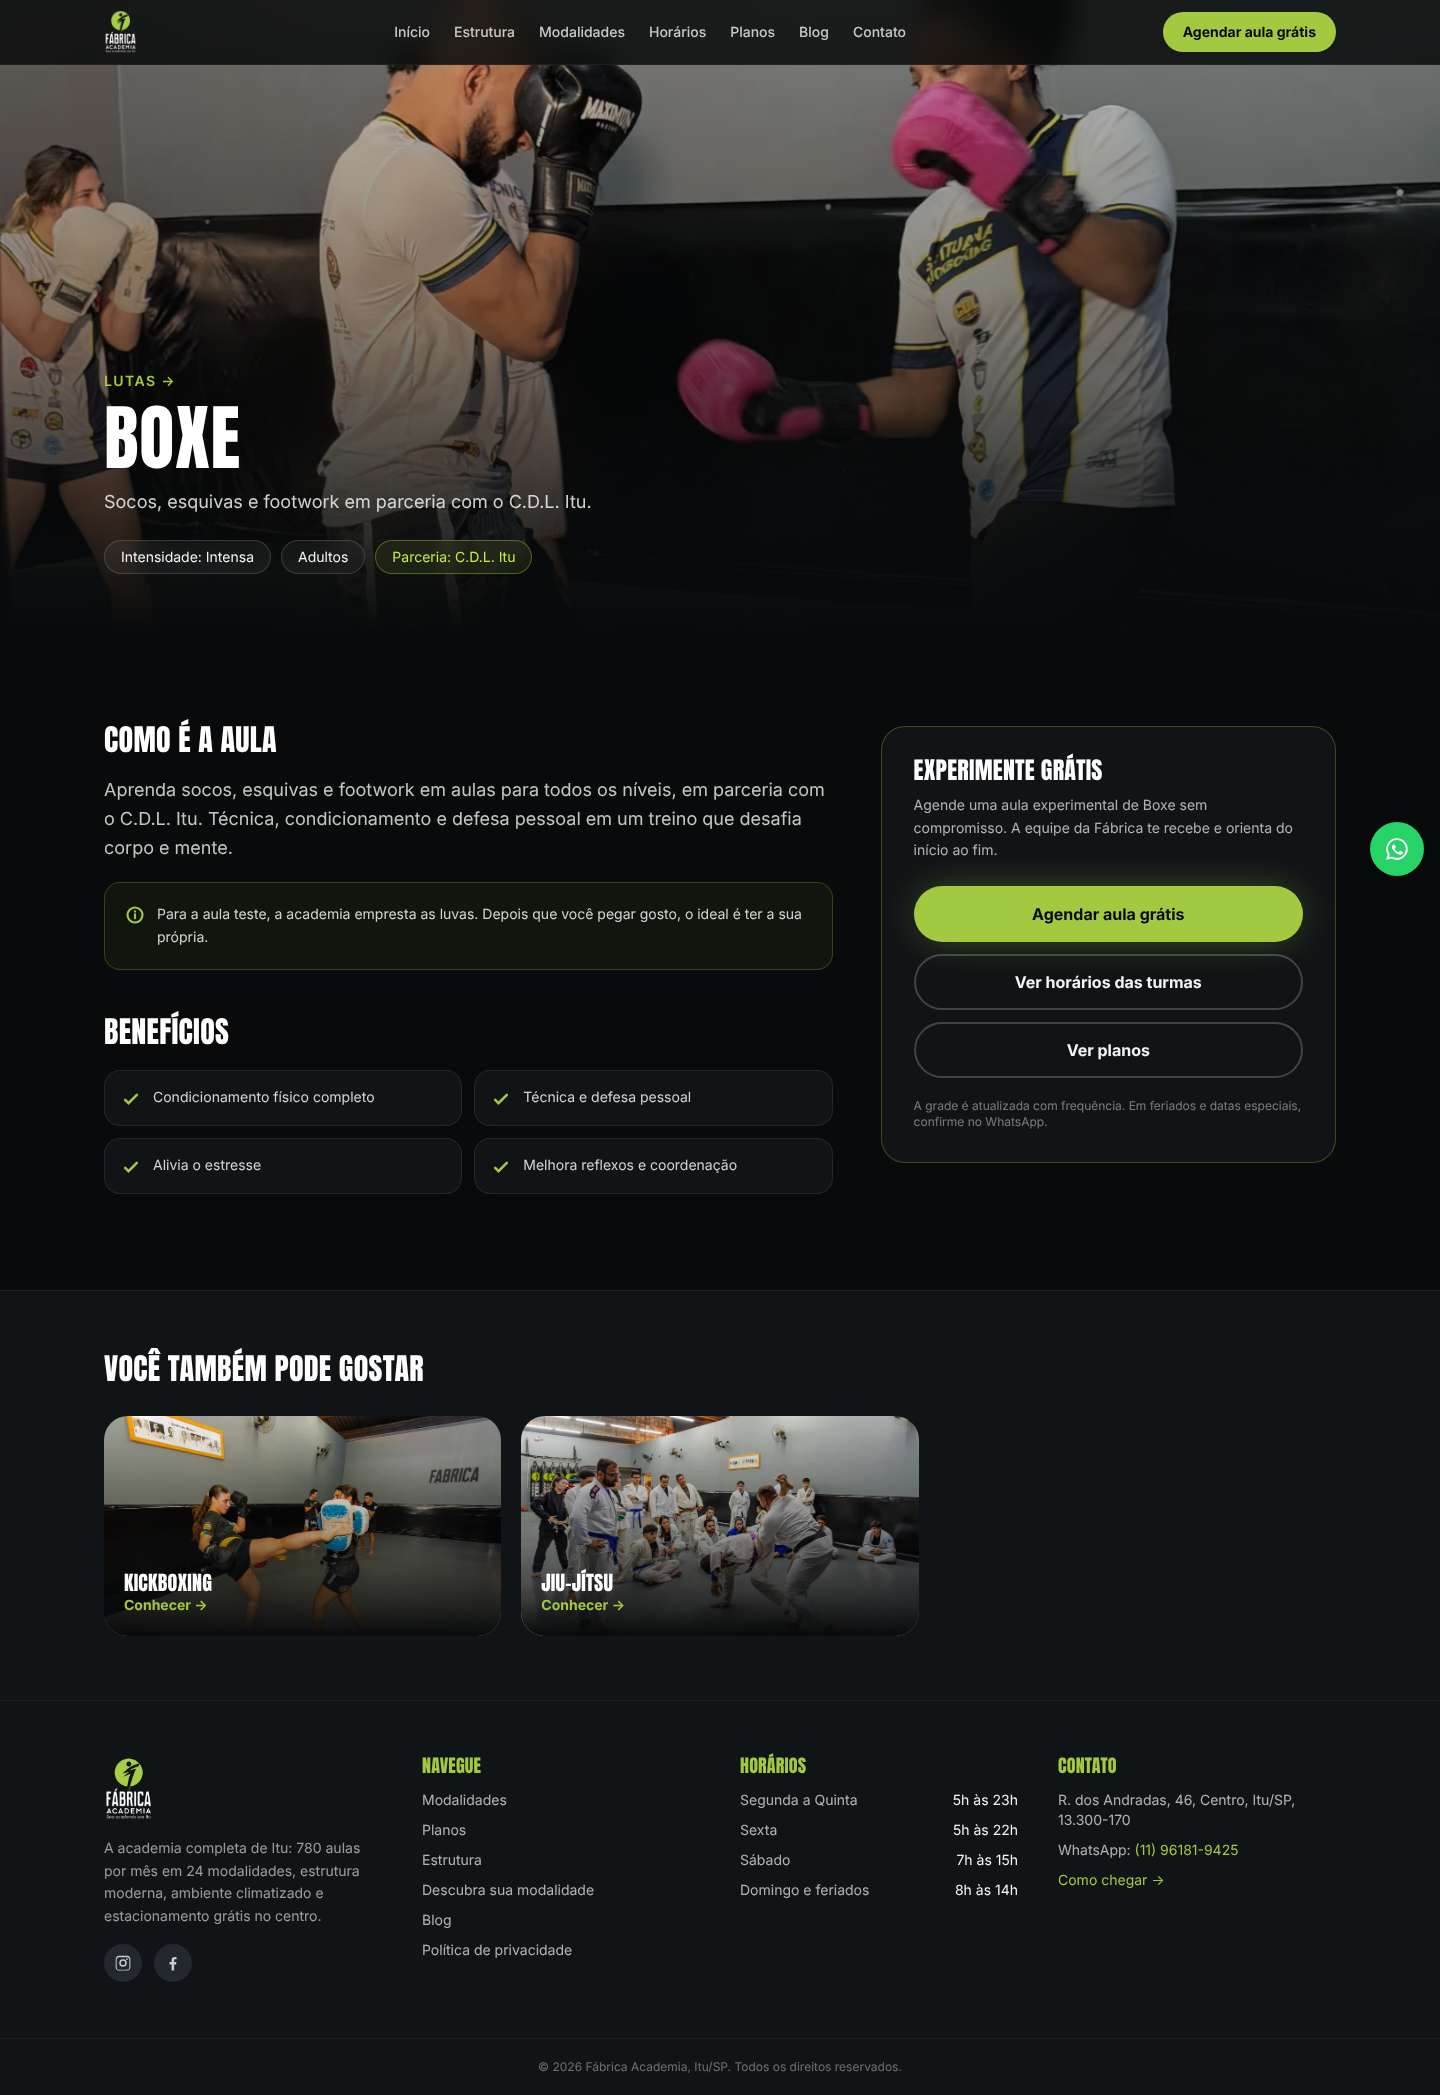 FÁBRICA
ACADEMIA
Início
Estrutura
Modalidades
Horários
Planos
Blog
Contato
Agendar aula grátis
MAXIMUM
LUTAS →
BOXE
Socos, esquivas e footwork em parceria com o C.D.L. Itu.
Intensidade: Intensa
Adultos
Parceria: C.D.L. Itu
COMO É A AULA
Aprenda socos, esquivas e footwork em aulas para todos os níveis, em parceria com
o C.D.L. Itu. Técnica, condicionamento e defesa pessoal em um treino que desafia
corpo e mente.
Para a aula teste, a academia empresta as luvas. Depois que você pegar gosto, o ideal é ter a sua
própria.
BENEFÍCIOS
Condicionamento físico completo
Técnica e defesa pessoal
Alivia o estresse
Melhora reflexos e coordenação
EXPERIMENTE GRÁTIS
Agende uma aula experimental de Boxe sem
compromisso. A equipe da Fábrica te recebe e orienta do
início ao fim.
Agendar aula grátis
Ver horários das turmas
Ver planos
A grade é atualizada com frequência. Em feriados e datas especiais,
confirme no WhatsApp.
VOCÊ TAMBÉM PODE GOSTAR
FABRICA
KICKBOXING
Conhecer →
JIU-JÍTSU
Conhecer →
FÁBRICA
ACADEMIA
A academia completa de Itu: 780 aulas
por mês em 24 modalidades, estrutura
moderna, ambiente climatizado e
estacionamento grátis no centro.
NAVEGUE
Modalidades
Planos
Estrutura
Descubra sua modalidade
Blog
Política de privacidade
HORÁRIOS
Segunda a Quinta 5h às 23h
Sexta 5h às 22h
Sábado 7h às 15h
Domingo e feriados 8h às 14h
CONTATO
R. dos Andradas, 46, Centro, Itu/SP,
13.300-170
WhatsApp: (11) 96181-9425
Como chegar →
© 2026 Fábrica Academia, Itu/SP. Todos os direitos reservados.